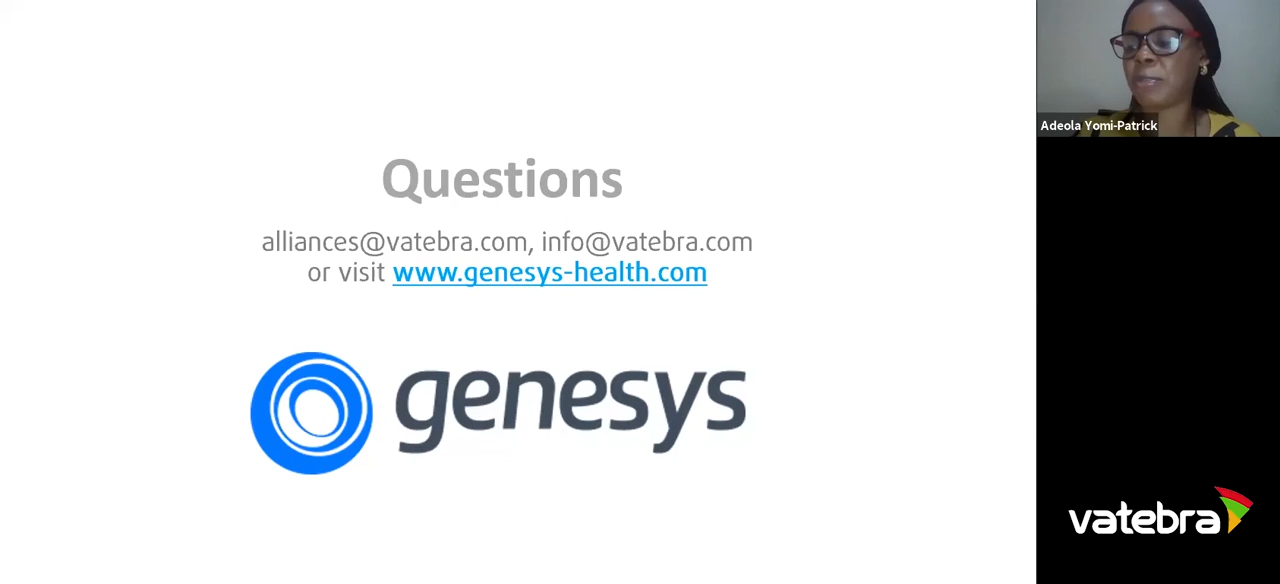 Questions
alliances@vatebra.com, info@vatebra.com
or visit www.genesys-health.com
genesys
Adeola Yomi-Patrick
vatebra